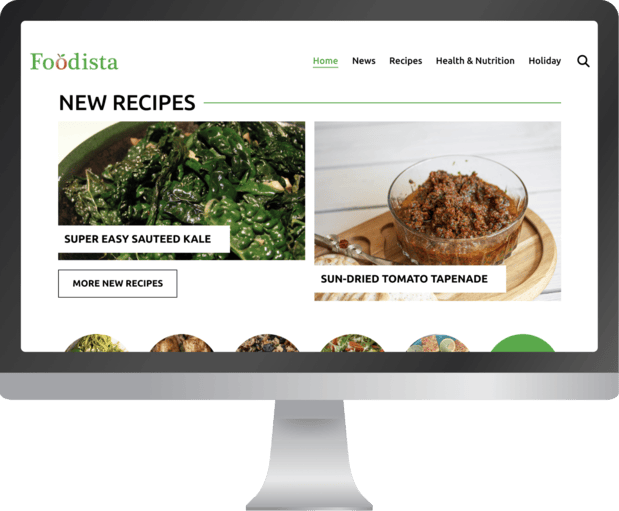 Foodista
Home News Recipes Health & Nutrition Holiday
NEW RECIPES
SUPER EASY SAUTEED KALE
SUN-DRIED TOMATO TAPENADE
MORE NEW RECIPES